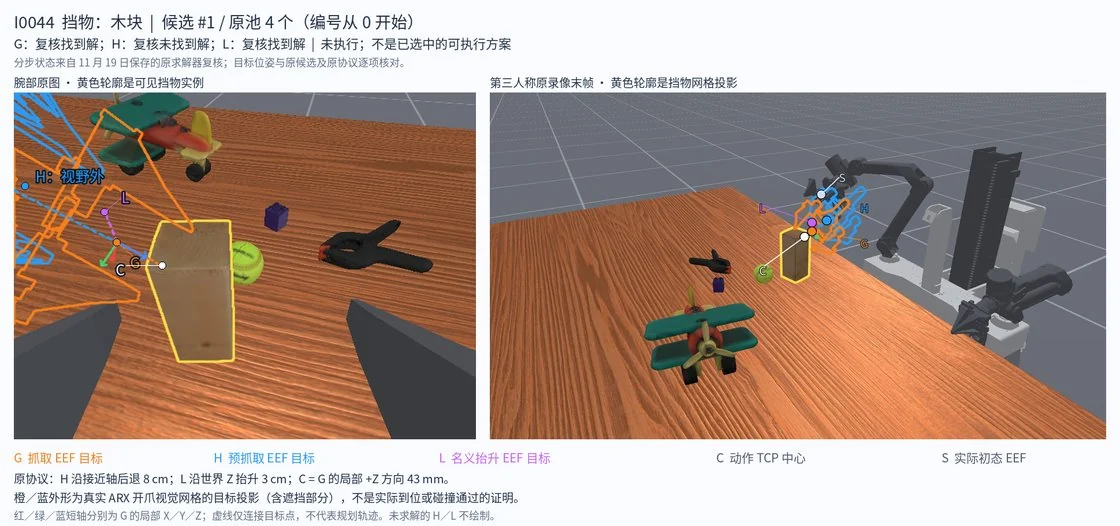 I0044 挡物：木块｜候选 #1 / 原池 4 个（编号从 0 开始）
G：复核找到解；H：复核未找到解；L：复核找到解｜未执行；不是已选中的可执行方案
分步状态来自 11 月 19 日保存的原求解器复核；目标位姿与原候选及原协议逐项核对。
腕部原图 · 黄色轮廓是可见挡物实例
第三人称原录像末帧 · 黄色轮廓是挡物网格投影
H：视野外
L
G
C
S
L
H
G
C
G 抓取 EEF 目标
H 预抓取 EEF 目标
L 名义抬升 EEF 目标
C 动作 TCP 中心
S 实际初态 EEF
原协议：H 沿接近轴后退 8 cm；L 沿世界 Z 抬升 3 cm；C = G 的局部 +Z 方向 43 mm。
橙／蓝外形为真实 ARX 开爪视觉网格的目标投影（含遮挡部分），不是实际到位或碰撞通过的证明。
红／绿／蓝短轴分别为 G 的局部 X／Y／Z；虚线仅连接目标点，不代表规划轨迹。未求解的 H／L 不绘制。